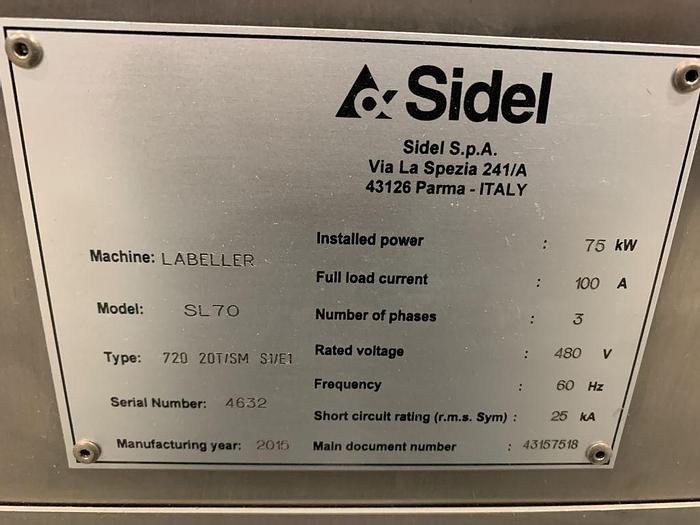 Sidel
Sidel S.p.A.
Via La Spezia 241/A
43126 Parma - ITALY
Machine: LABELLER
Model: SL70
Type: 720 20T/SM S1/E1
Serial Number: 4632
Manufacturing year: 2015
Installed power : 75 kW
Full load current : 100 A
Number of phases : 3
Rated voltage : 480 V
Frequency : 60 Hz
Short circuit rating (r.m.s. Sym) : 25 kA
Main document number : 43157518